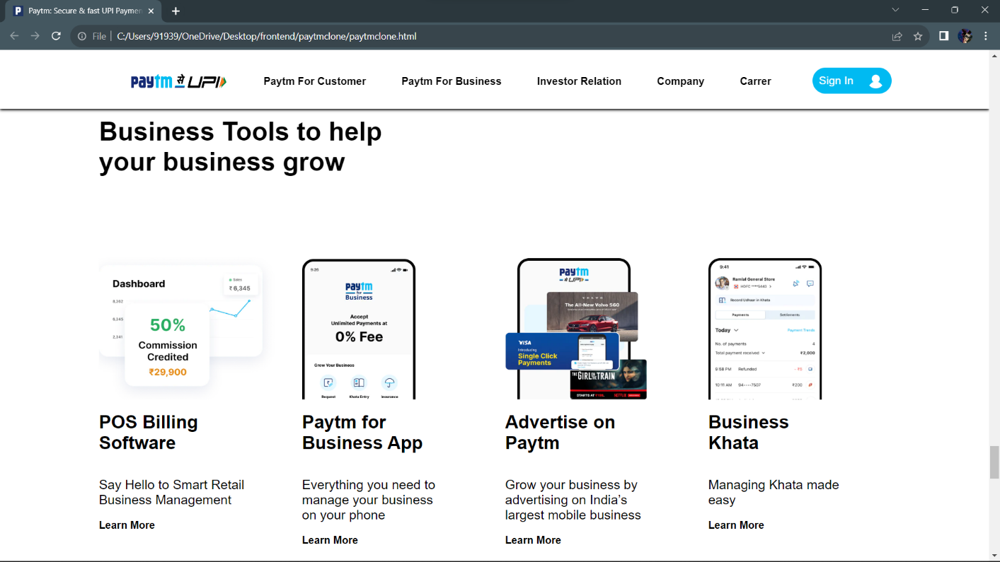 Paytm: Secure & fast UPI Paymen
File
C:/Users/91939/OneDrive/Desktop/frontend/paytmclone/paytmclone.html
paytm से UPI
Paytm For Customer
Paytm For Business
Investor Relation
Company
Carrer
Sign In
Business Tools to help
your business grow
Dashboard
Sales
₹ 6,345
8,362
6,345
2,341
50%
Commission
Credited
₹29,900
POS Billing
Software
Say Hello to Smart Retail
Business Management
Learn More
9:26
paytm
for
Business
Accept
Unlimited Payments at
0% Fee
Grow Your Business
Request
Khata Entry
Insurance
Paytm for
Business App
Everything you need to
manage your business
on your phone
Learn More
paytm
से UPI
VOLVO
The All-New Volvo S60
VISA
Introducing
Single Click
Payments
THE GIRL ON THE TRAIN
STARTS AT
NETFLIX
Advertise on
Paytm
Grow your business by
advertising on India’s
largest mobile business
Learn More
9:41
Ramlal General Store
HDFC ****5445
Record Udhaar in Khata
Payments
Settlements
Today
Payment Trends
No. of payments
4
Total payment received
₹2,000
9:58 PM
Refunded
- ₹5
10:11 AM
94----7507
₹200
Business
Khata
Managing Khata made
easy
Learn More